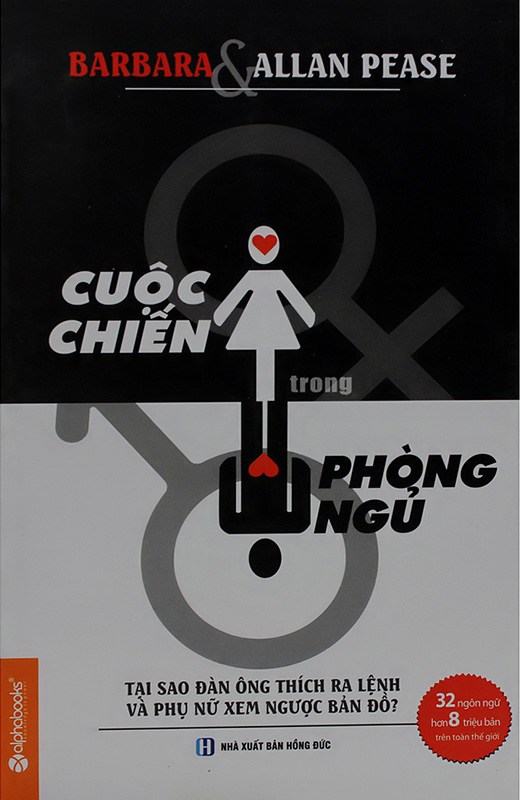 BARBARA & ALLAN PEASE
CUỘC
CHIẾN
trong
PHÒNG
NGỦ
TẠI SAO ĐÀN ÔNG THÍCH RA LỆNH
VÀ PHỤ NỮ XEM NGƯỢC BẢN ĐỒ?
H NHÀ XUẤT BẢN HỒNG ĐỨC
32 ngôn ngữ
hơn 8 triệu bản
trên toàn thế giới
alphabooks®